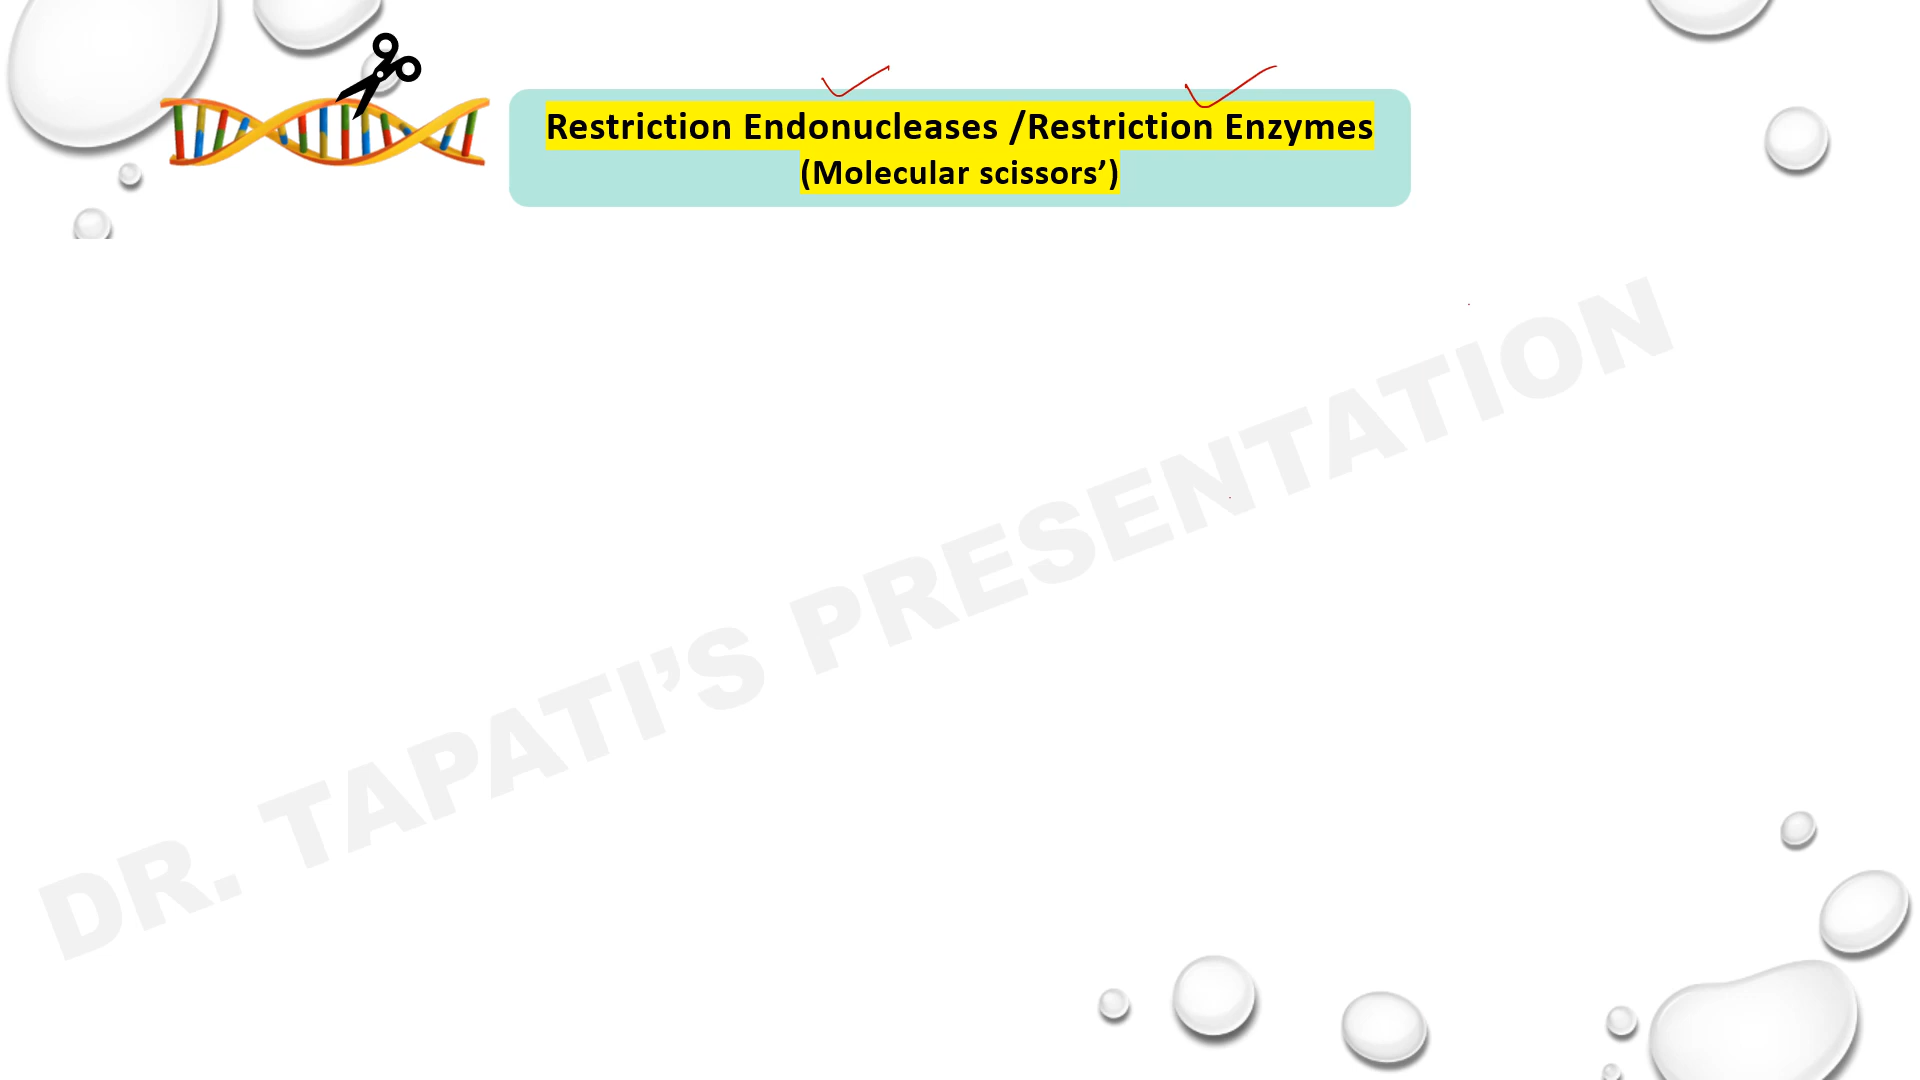 Restriction Endonucleases /Restriction Enzymes
(Molecular scissors’)
DR. TAPATI’S PRESENTATION